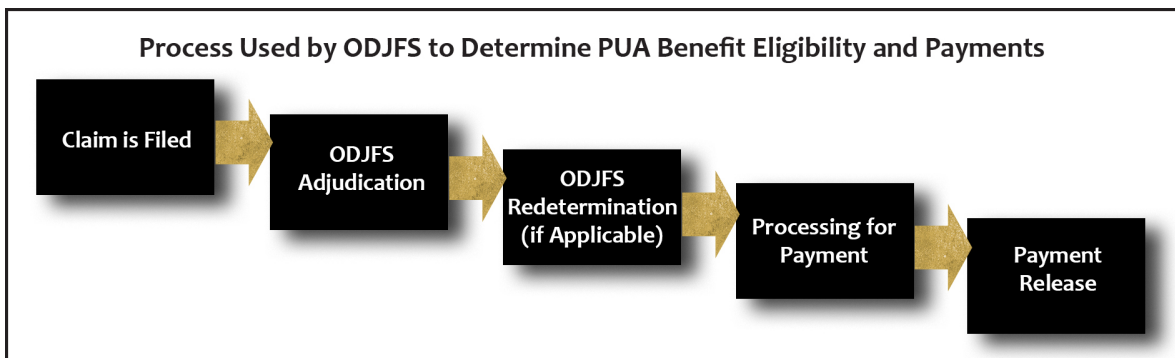 Process Used by ODJFS to Determine PUA Benefit Eligibility and Payments
Claim is Filed
ODJFS
Adjudication
ODJFS
Redetermination
(if Applicable)
Processing for
Payment
Payment
Release